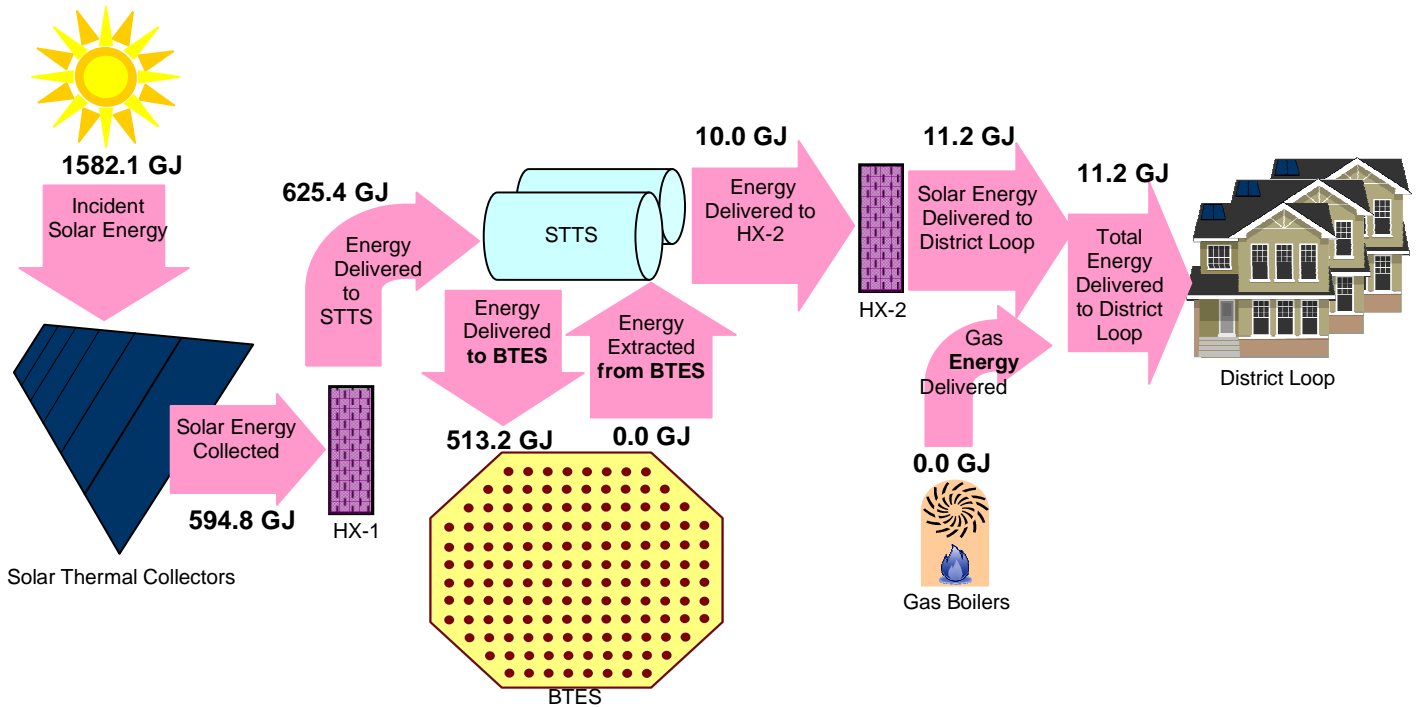 1582.1 GJ
Incident
Solar Energy
Solar Thermal Collectors
Solar Energy
Collected
594.8 GJ
HX-1
625.4 GJ
Energy
Delivered
to
STTS
STTS
Energy
Delivered
to BTES
513.2 GJ
Energy
Extracted
from BTES
0.0 GJ
BTES
10.0 GJ
Energy
Delivered to
HX-2
HX-2
11.2 GJ
Solar Energy
Delivered to
District Loop
Gas
Energy
Delivered
0.0 GJ
Gas Boilers
11.2 GJ
Total
Energy
Delivered
to District
Loop
District Loop